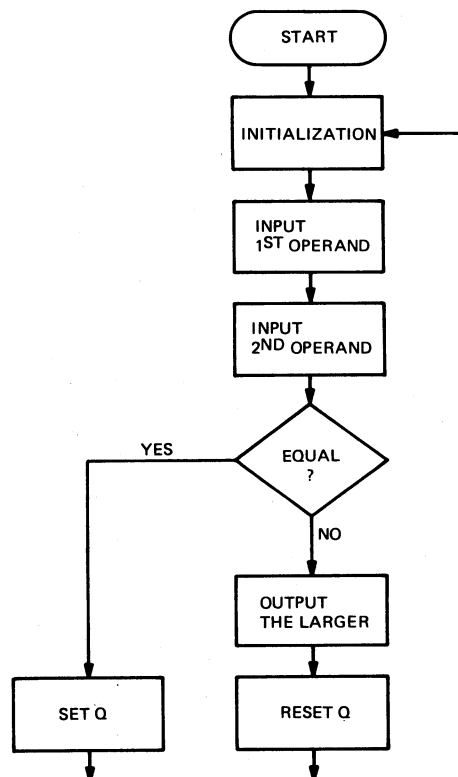 START
INITIALIZATION
INPUT
1ST OPERAND
INPUT
2ND OPERAND
EQUAL
?
YES
NO
OUTPUT
THE LARGER
SET Q
RESET Q